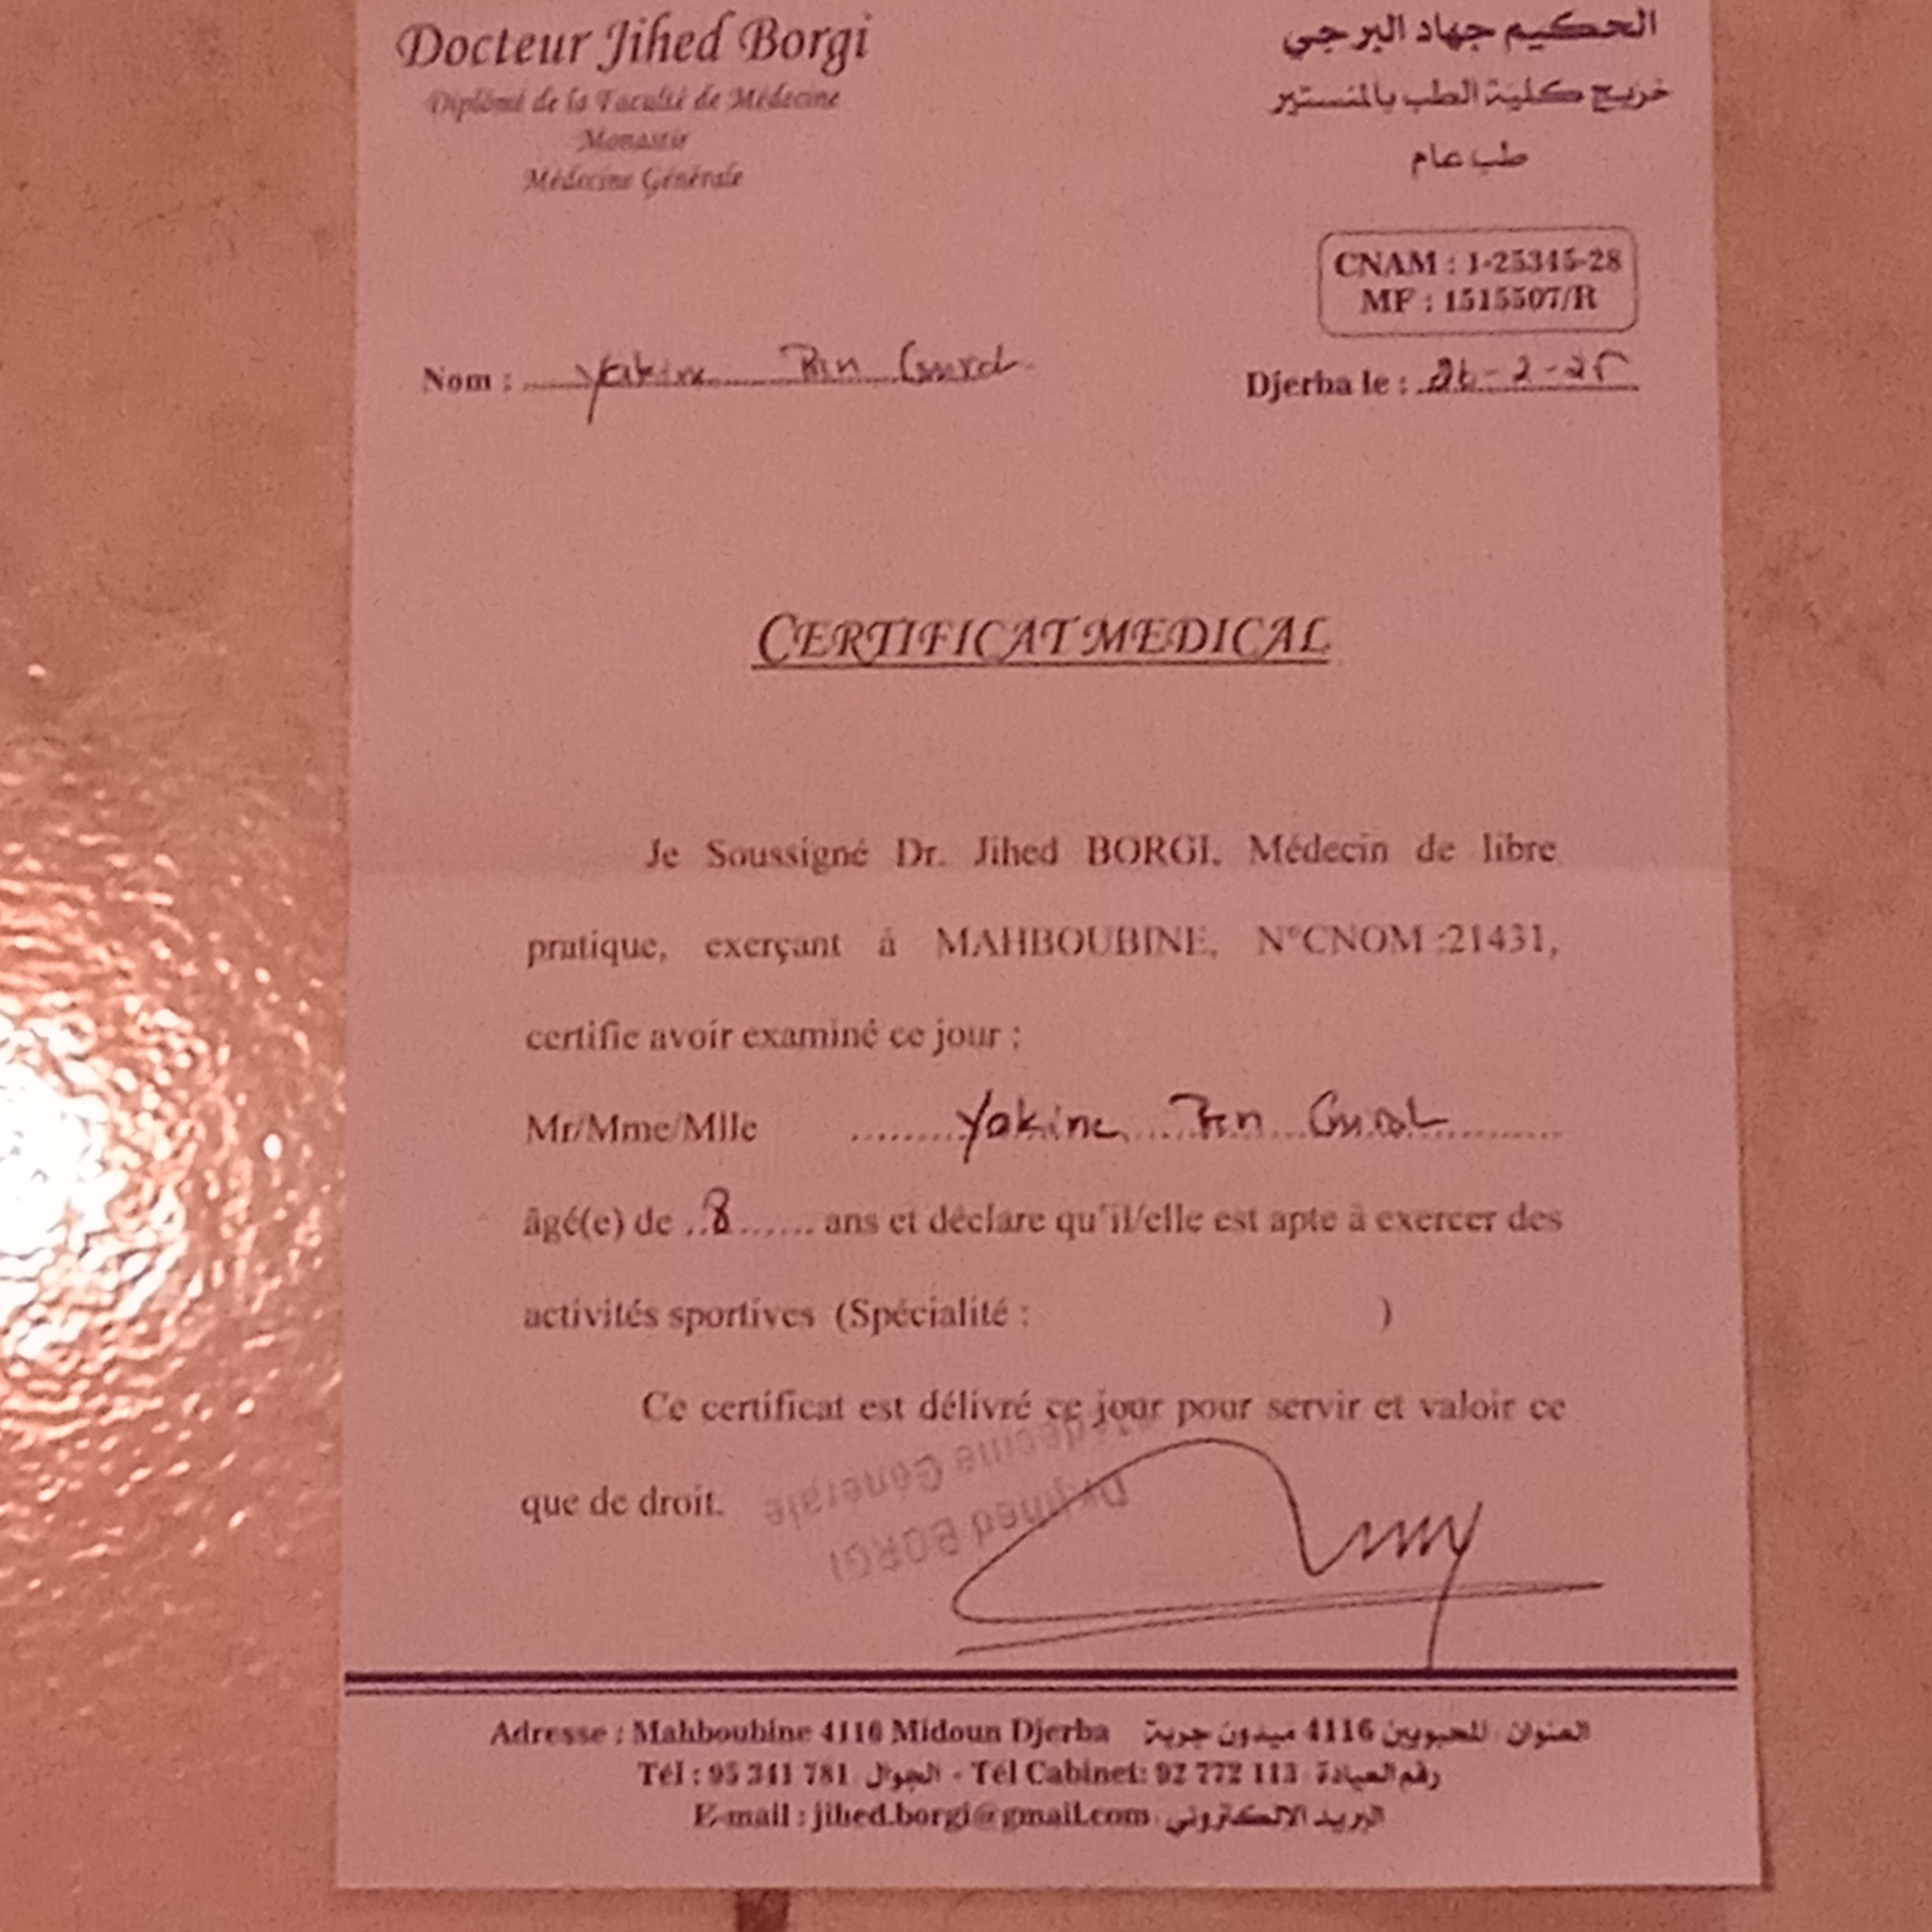 Docteur Jihed Borgi
Diplômé de la Faculté de Médecine
Monastir
Médecine Générale
الحكيم جهاد البرجي
خريج كلية الطب بالمنستير
طب عام
CNAM : 1-25345-28
MF : 1515507/R
Nom : Yakine Ben
Djerba le : 26-2-25
CERTIFICAT MEDICAL
Je Soussigné Dr. Jihed BORGI, Médecin de libre
pratique, exerçant à MAHBOUBINE, N°CNOM :21431,
certifie avoir examiné ce jour :
Mr/Mme/Mlle Yakine Ben
âgé(e) de 8 ans et déclare qu'il/elle est apte à exercer des
activités sportives (Spécialité : )
Ce certificat est délivré ce jour pour servir et valoir ce
que de droit.
Dr Jihed BORGI
Médecine Générale
Adresse : Mahboubine 4116 Midoun Djerba العنوان : المحبوبين 4116 ميدون جربة
Tél : 95 341 781 الجوال - Tél Cabinet: 92 772 113 رقم العيادة
E-mail : jihed.borgi@gmail.com البريد الالكتروني